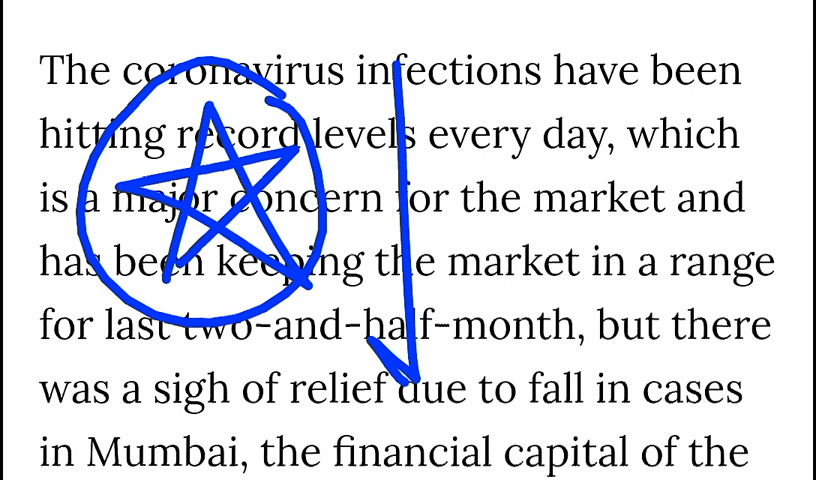 The coronavirus infections have been
hitting record levels every day, which
is a major concern for the market and
has been keeping the market in a range
for last two-and-half-month, but there
was a sigh of relief due to fall in cases
in Mumbai, the financial capital of the